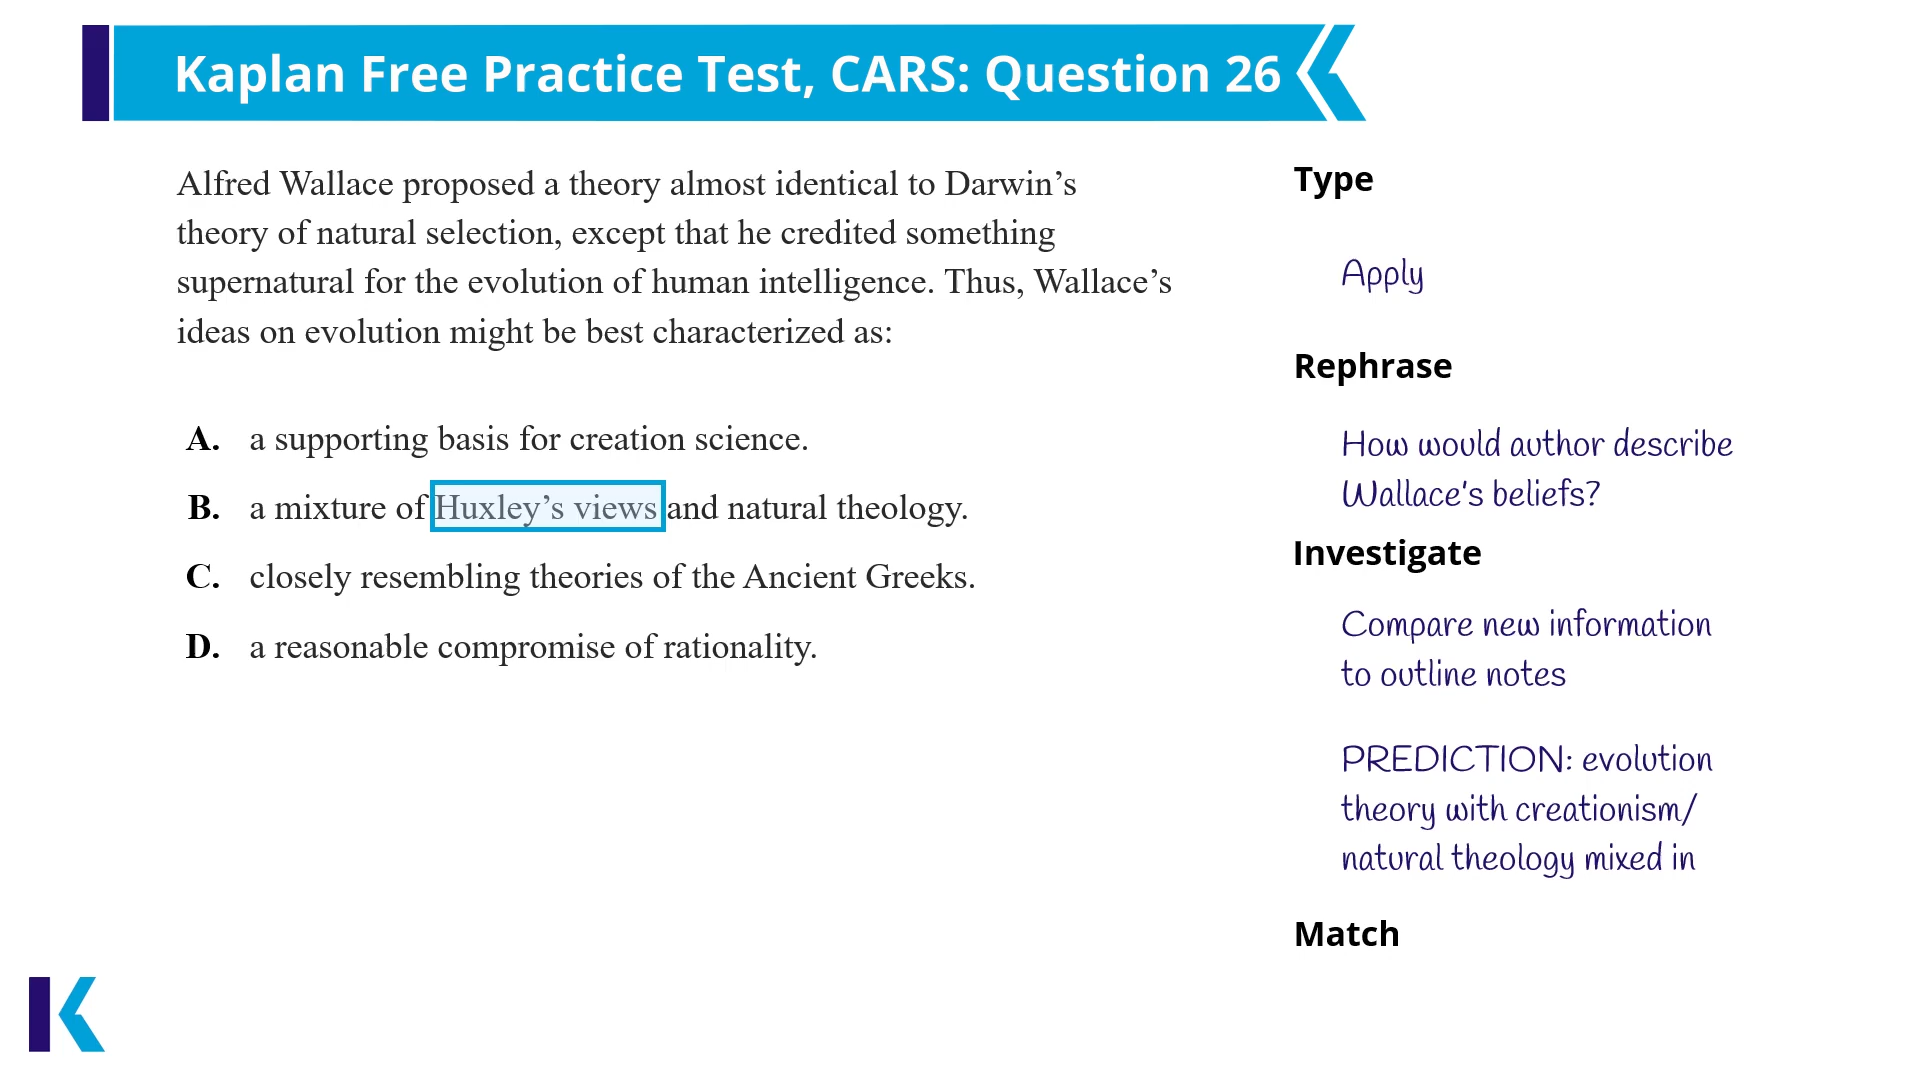 Kaplan Free Practice Test, CARS: Question 26
Alfred Wallace proposed a theory almost identical to Darwin’s
theory of natural selection, except that he credited something
supernatural for the evolution of human intelligence. Thus, Wallace’s
ideas on evolution might be best characterized as:
A. a supporting basis for creation science.
B. a mixture of Huxley’s views and natural theology.
C. closely resembling theories of the Ancient Greeks.
D. a reasonable compromise of rationality.
Type
Apply
Rephrase
How would author describe
Wallace's beliefs?
Investigate
Compare new information
to outline notes
PREDICTION: evolution
theory with creationism/
natural theology mixed in
Match
K